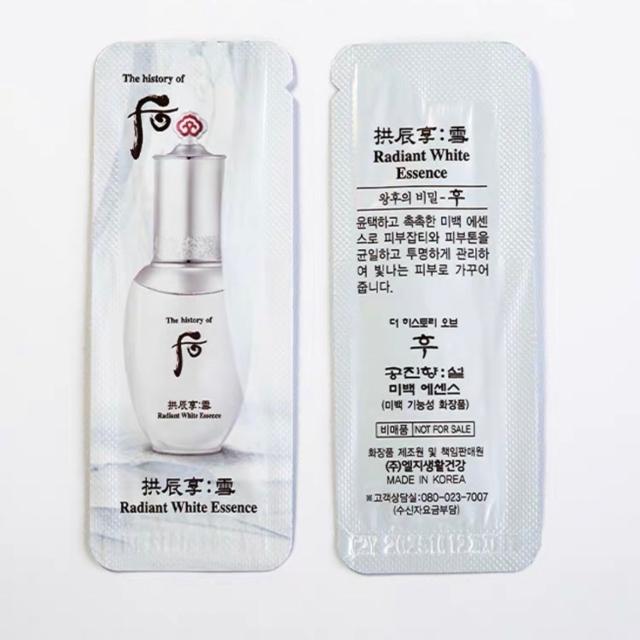 The history of
后
The history of
后
拱辰享:雪
Radiant White Essence
拱辰享:雪
Radiant White Essence
拱辰享:雪
Radiant White
Essence
왕후의 비밀-후
윤택하고 촉촉한 미백 에센
스로 피부잡티와 피부톤을
균일하고 투명하게 관리하
여 빛나는 피부로 가꾸어
줍니다.
더 히스토리 오브
후
공진향:설
미백 에센스
(미백 기능성 화장품)
비매품 NOT FOR SALE
화장품 제조원 및 책임판매원
(주)엘지생활건강
MADE IN KOREA
※고객상담실:080-023-7007
(수신자요금부담)